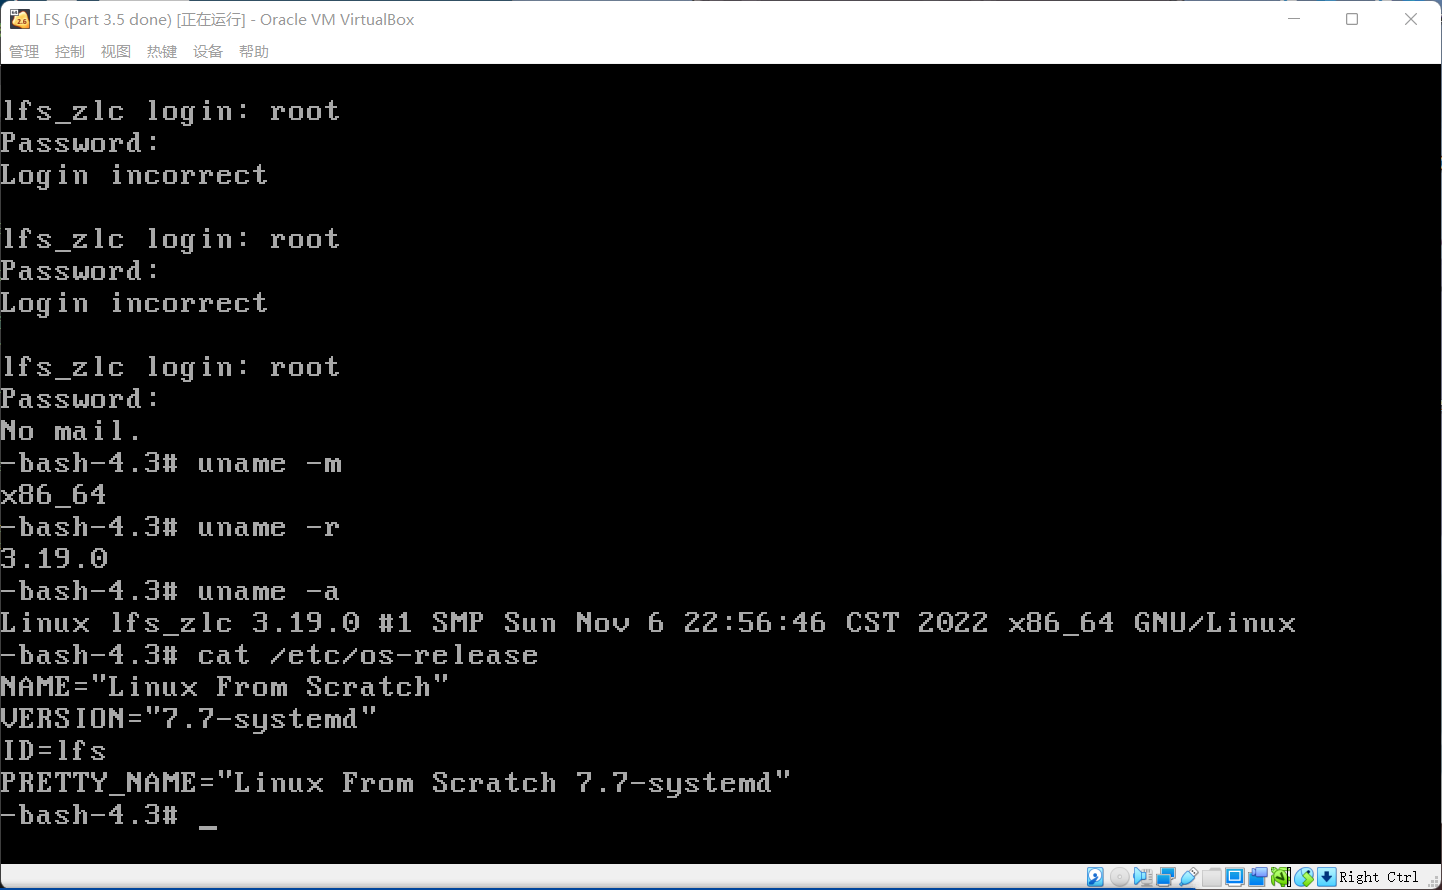 LFS (part 3.5 done) [正在运行] - Oracle VM VirtualBox
管理 控制 视图 热键 设备 帮助
lfs_zlc login: root
Password:
Login incorrect
lfs_zlc login: root
Password:
Login incorrect
lfs_zlc login: root
Password:
No mail.
-bash-4.3# uname -m
x86_64
-bash-4.3# uname -r
3.19.0
-bash-4.3# uname -a
Linux lfs_zlc 3.19.0 #1 SMP Sun Nov 6 22:56:46 CST 2022 x86_64 GNU/Linux
-bash-4.3# cat /etc/os-release
NAME="Linux From Scratch"
VERSION="7.7-systemd"
ID=lfs
PRETTY_NAME="Linux From Scratch 7.7-systemd"
-bash-4.3# _
Right Ctrl